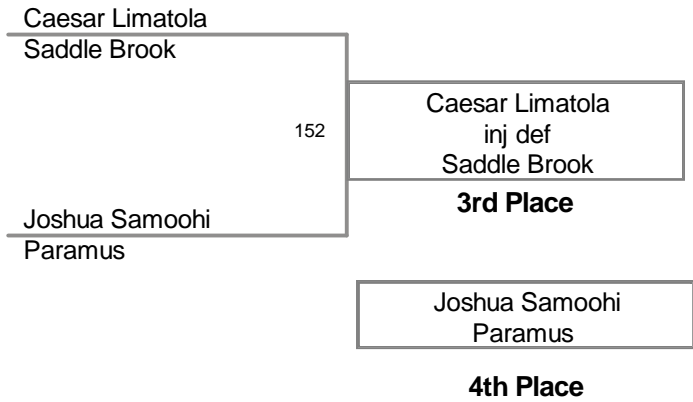 Caesar Limatola
Saddle Brook
152
Caesar Limatola
inj def
Saddle Brook
3rd Place
Joshua Samoohi
Paramus
Joshua Samoohi
Paramus
4th Place